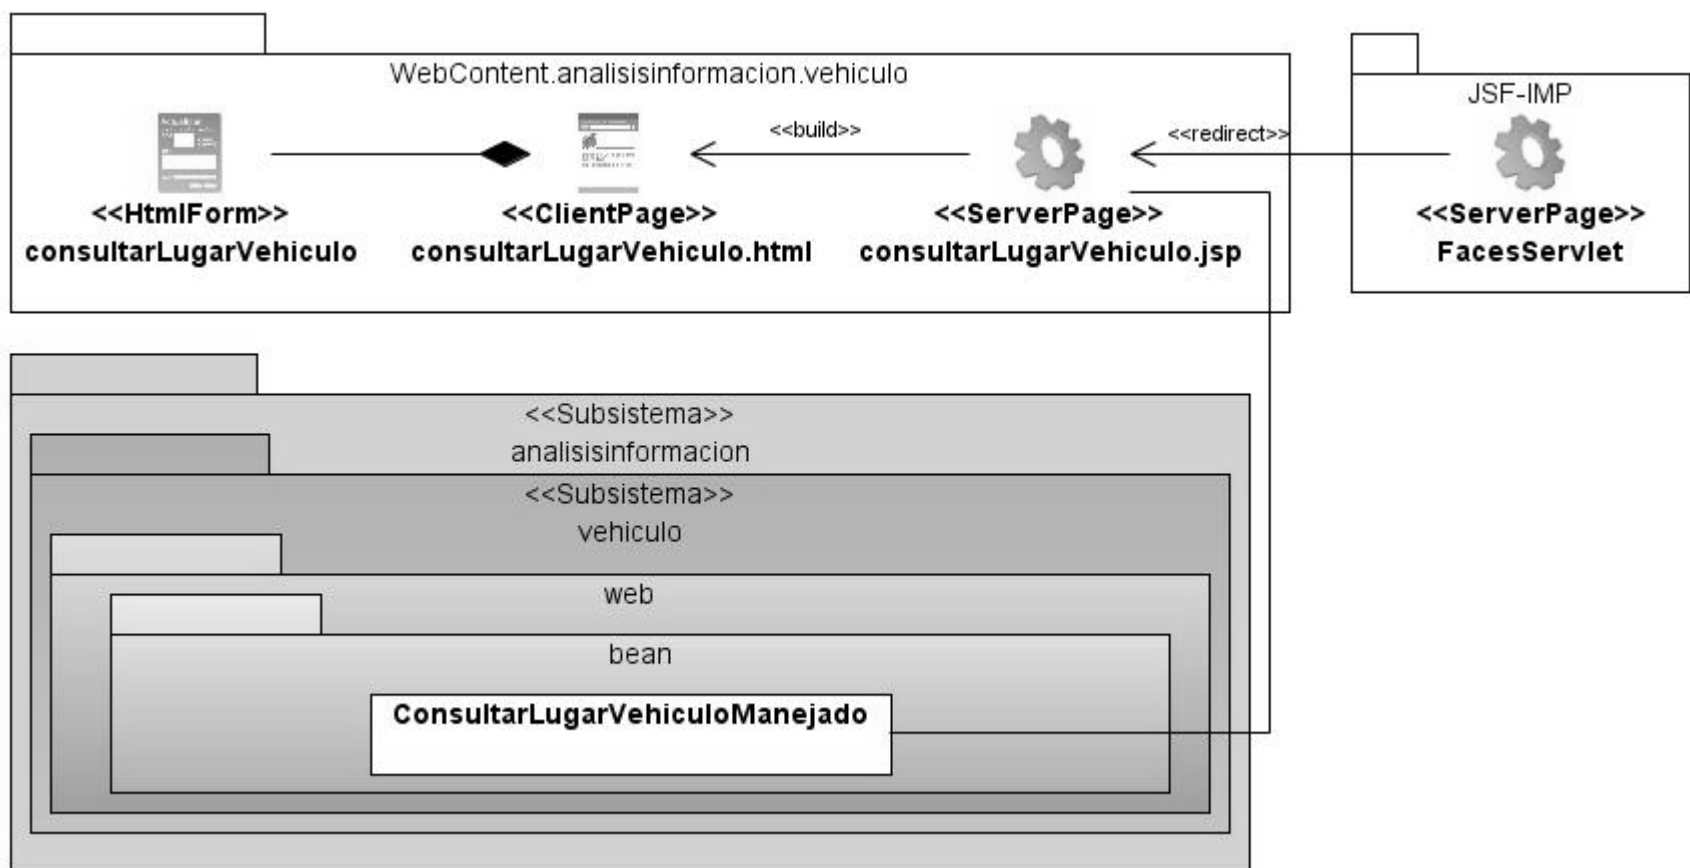 WebContent.analisisinformacion.vehiculo
JSF-IMP
<<build>>
<<redirect>>
<<HtmlForm>>
consultarLugarVehiculo
<<ClientPage>>
consultarLugarVehiculo.html
<<ServerPage>>
consultarLugarVehiculo.jsp
<<ServerPage>>
FacesServlet
<<Subsistema>>
analisisinformacion
<<Subsistema>>
vehiculo
web
bean
ConsultarLugarVehiculoManejado